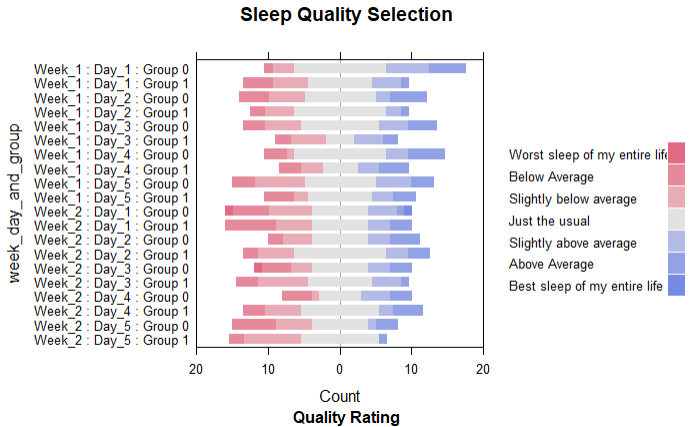 Sleep Quality Selection
week_day_and_group
Week_1 : Day_1 : Group 0
Week_1 : Day_1 : Group 1
Week_1 : Day_2 : Group 0
Week_1 : Day_2 : Group 1
Week_1 : Day_3 : Group 0
Week_1 : Day_3 : Group 1
Week_1 : Day_4 : Group 0
Week_1 : Day_4 : Group 1
Week_1 : Day_5 : Group 0
Week_1 : Day_5 : Group 1
Week_2 : Day_1 : Group 0
Week_2 : Day_1 : Group 1
Week_2 : Day_2 : Group 0
Week_2 : Day_2 : Group 1
Week_2 : Day_3 : Group 0
Week_2 : Day_3 : Group 1
Week_2 : Day_4 : Group 0
Week_2 : Day_4 : Group 1
Week_2 : Day_5 : Group 0
Week_2 : Day_5 : Group 1
20 10 0 10 20
Count
Quality Rating
Worst sleep of my entire life
Below Average
Slightly below average
Just the usual
Slightly above average
Above Average
Best sleep of my entire life